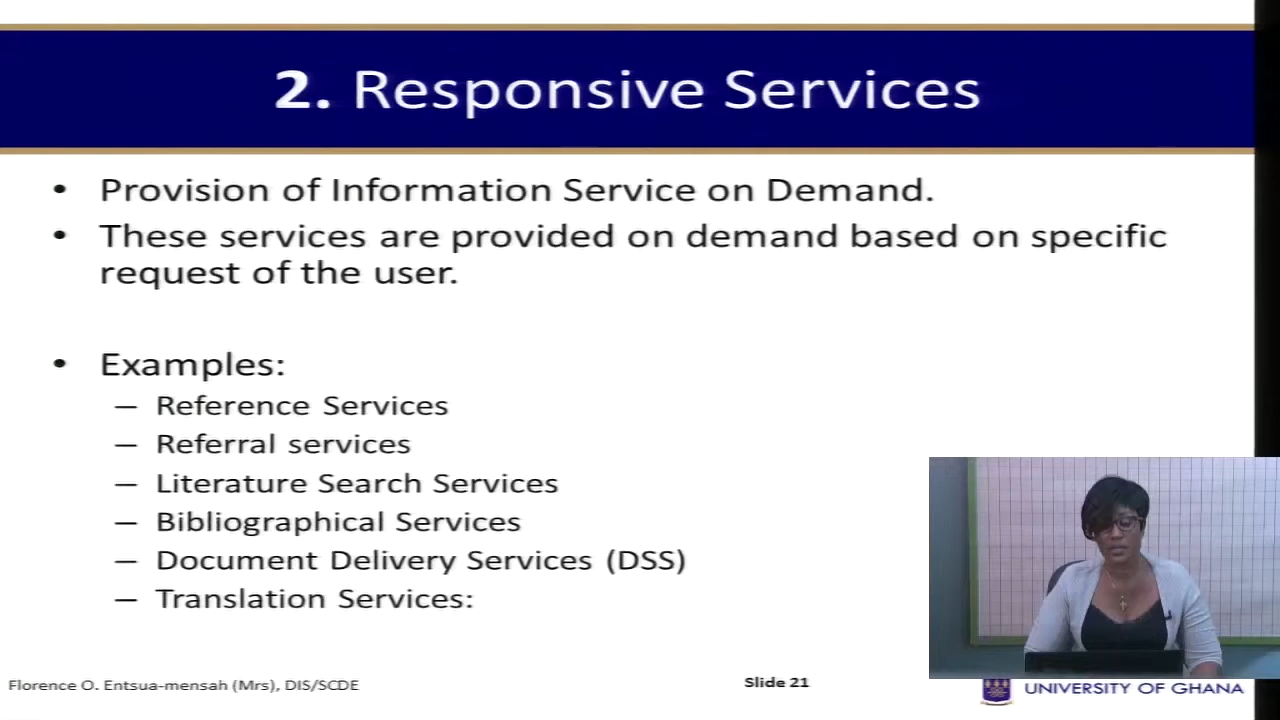 2. Responsive Services
• Provision of Information Service on Demand.
• These services are provided on demand based on specific
request of the user.
• Examples:
– Reference Services
– Referral services
– Literature Search Services
– Bibliographical Services
– Document Delivery Services (DSS)
– Translation Services:
Florence O. Entsua-mensah (Mrs), DIS/SCDE
Slide 21
UNIVERSITY OF GHANA